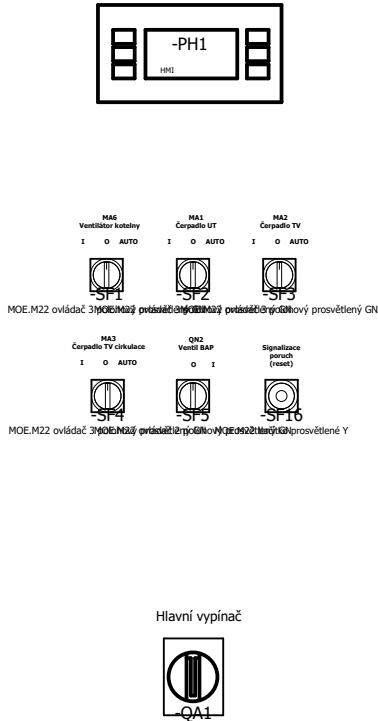 -PH1
HMI
MA6
Ventilátor kotelny
I O AUTO
MA1
Čerpadlo UT
I O AUTO
MA2
Čerpadlo TV
I O AUTO
-SF1
-SF2
-SF3
MOE.M22 ovládač 3 polohový prosvětlený GN
MA3
Čerpadlo TV cirkulace
I O AUTO
QN2
Ventil BAP
O I
Signalizace
poruch
(reset)
-SF4
-SF5
-SF16
MOE.M22 ovládač 3 prosvětlené Y
Hlavní vypínač
-QA1